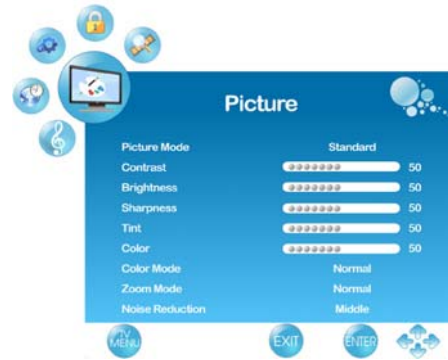 Picture
Picture Mode Standard
Contrast 50
Brightness 50
Sharpness 50
Tint 50
Color 50
Color Mode Normal
Zoom Mode Normal
Noise Reduction Middle
TV MENU EXIT ENTER